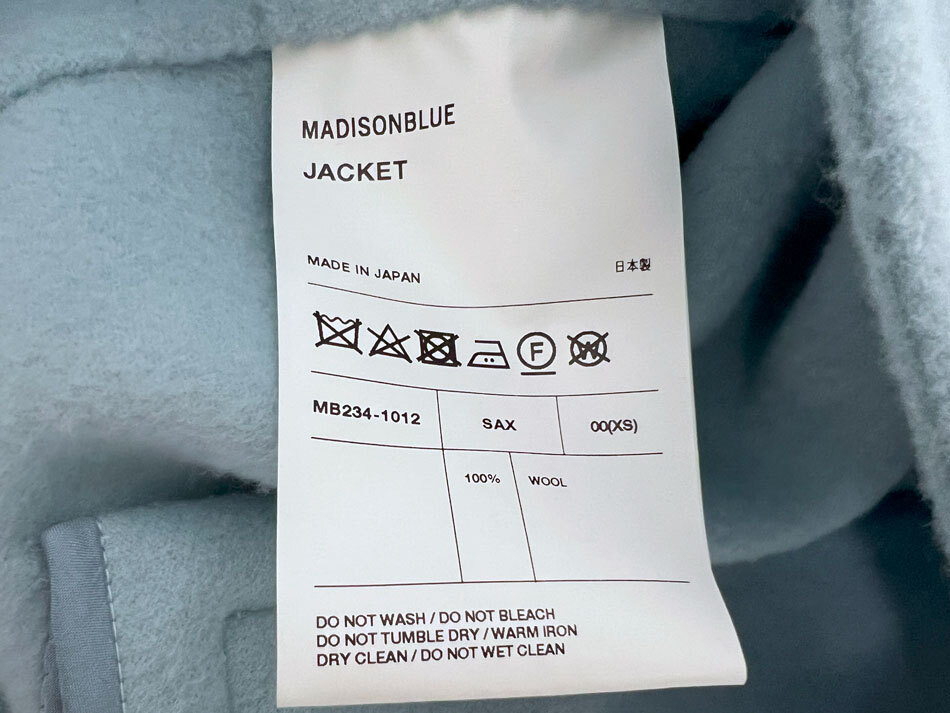 MADISONBLUE
JACKET
MADE IN JAPAN 日本製
F W
MB234-1012 SAX 00(XS)
100% WOOL
DO NOT WASH / DO NOT BLEACH
DO NOT TUMBLE DRY / WARM IRON
DRY CLEAN / DO NOT WET CLEAN